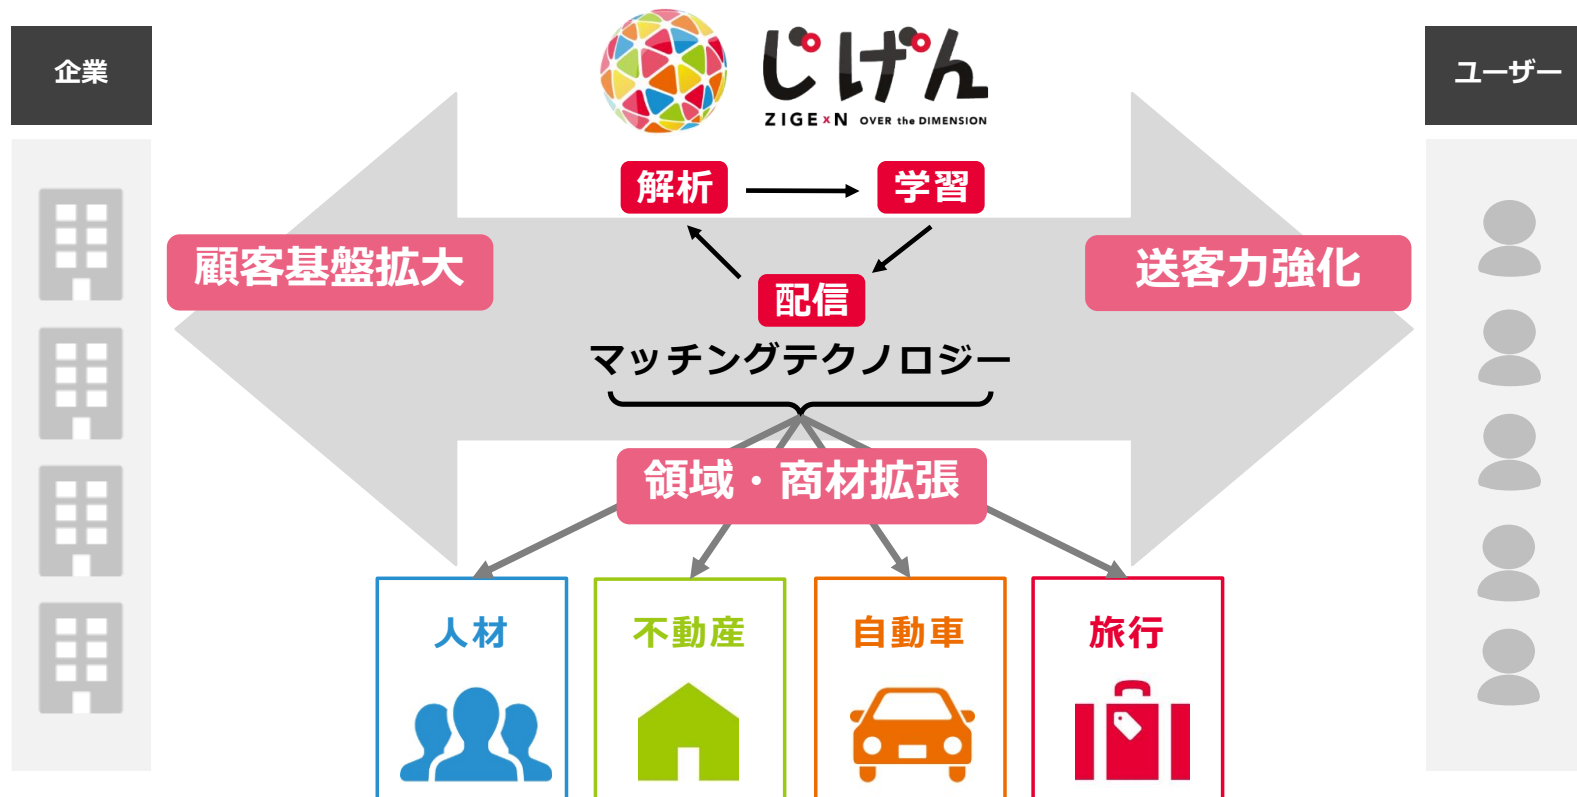 企業
じげん
ZIGExN OVER the DIMENSION
ユーザー
解析
学習
顧客基盤拡大
送客力強化
配信
マッチングテクノロジー
領域・商材拡張
人材
不動産
自動車
旅行